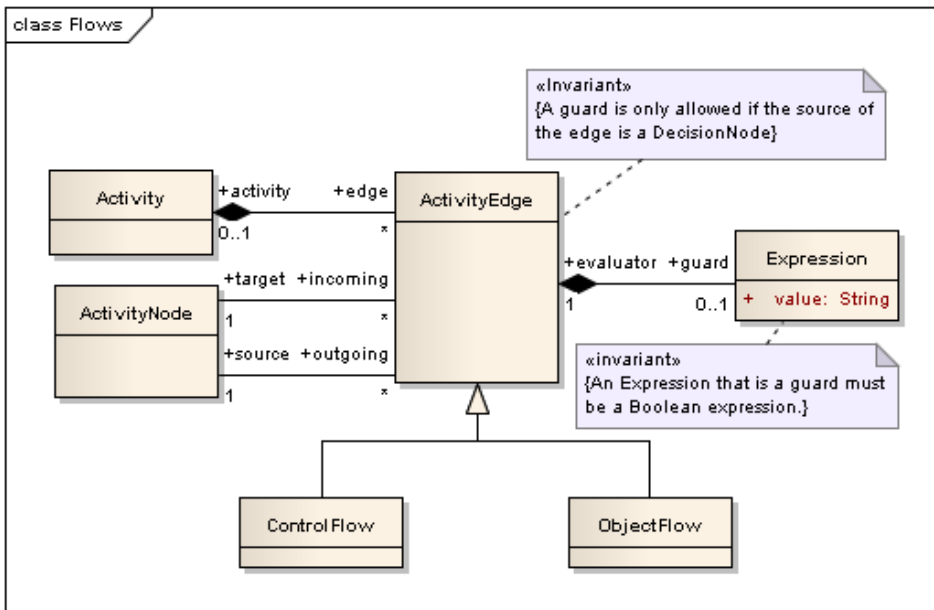 class Flows
«Invariant»
{A guard is only allowed if the source of
the edge is a DecisionNode}
Activity
+activity
+edge
0..1
*
ActivityEdge
+evaluator
+guard
1
0..1
Expression
+ value: String
ActivityNode
+target
+incoming
1
*
+source
+outgoing
1
*
«invariant»
{An Expression that is a guard must
be a Boolean expression.}
ControlFlow
ObjectFlow